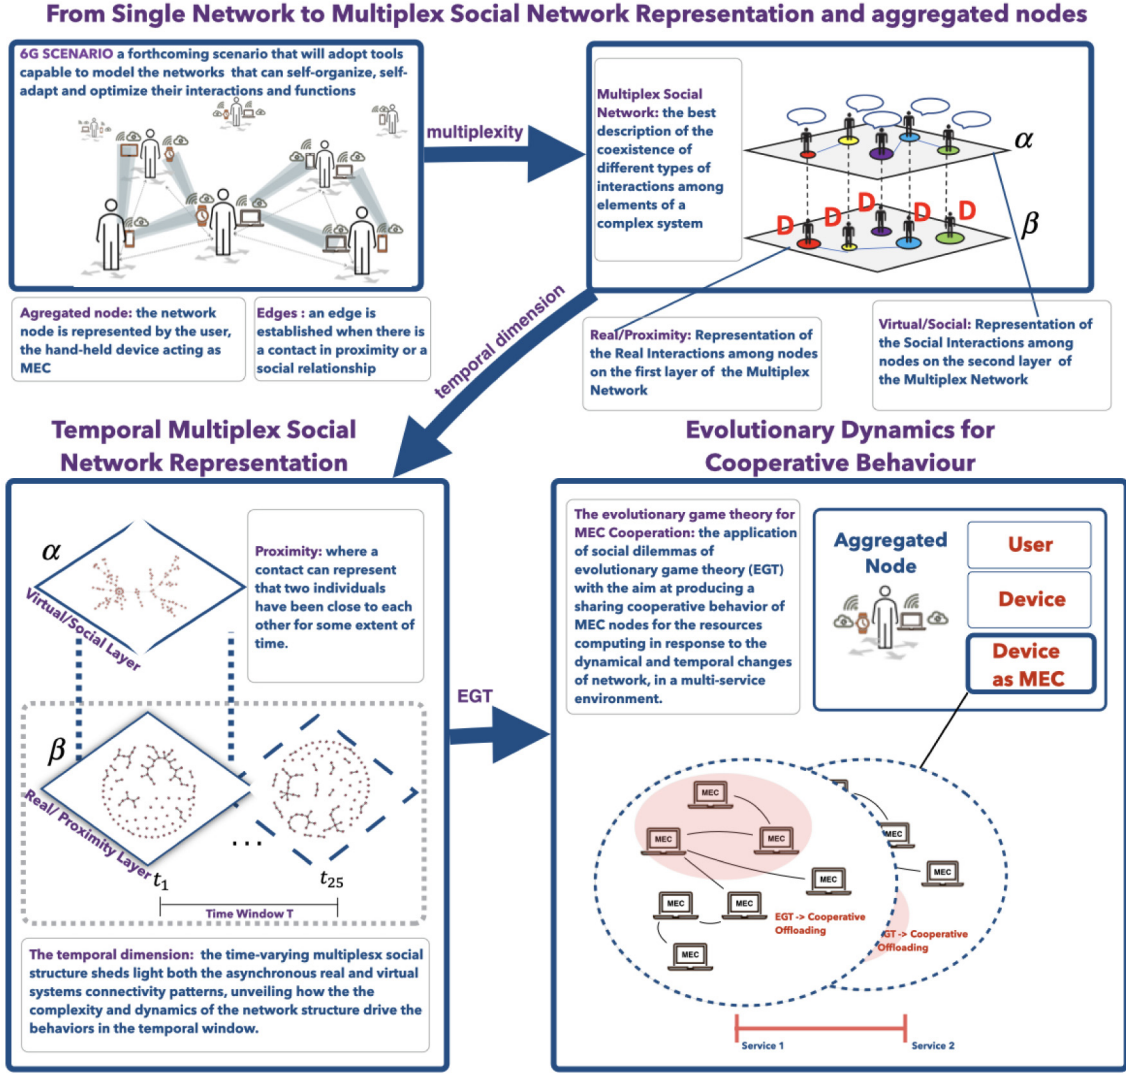 From Single Network to Multiplex Social Network Representation and aggregated nodes
6G SCENARIO a forthcoming scenario that will adopt tools
capable to model the networks that can self-organize, self-
adapt and optimize their interactions and functions
multiplexity
Multiplex Social
Network: the best
description of the
coexistence of
different types of
interactions among
elements of a
complex system
α
β
D
D
D
D
D
Agregated node: the network
node is represented by the user,
the hand-held device acting as
MEC
Edges : an edge is
established when there is
a contact in proximity or a
social relationship
temporal dimension
Real/Proximity: Representation of
the Real Interactions among nodes
on the first layer of the Multiplex
Network
Virtual/Social: Representation of
the Social Interactions among
nodes on the second layer of
the Multiplex Network
Temporal Multiplex Social
Network Representation
α
Virtual/Social Layer
Proximity: where a
contact can represent
that two individuals
have been close to each
other for some extent of
time.
β
Real/ Proximity Layer
...
t1
t25
Time Window T
The temporal dimension: the time-varying multiplesx social
structure sheds light both the asynchronous real and virtual
systems connectivity patterns, unveiling how the the
complexity and dynamics of the network structure drive the
behaviors in the temporal window.
EGT
Evolutionary Dynamics for
Cooperative Behaviour
The evolutionary game theory for
MEC Cooperation: the application
of social dilemmas of
evolutionary game theory (EGT)
with the aim at producing a
sharing cooperative behavior of
MEC nodes for the resources
computing in response to the
dynamical and temporal changes
of network, in a multi-service
environment.
Aggregated
Node
User
Device
Device
as MEC
MEC
MEC
MEC
MEC
MEC
MEC
MEC
MEC
MEC
EGT -> Cooperative
Offloading
GT -> Cooperative
Offloading
Service 1
Service 2